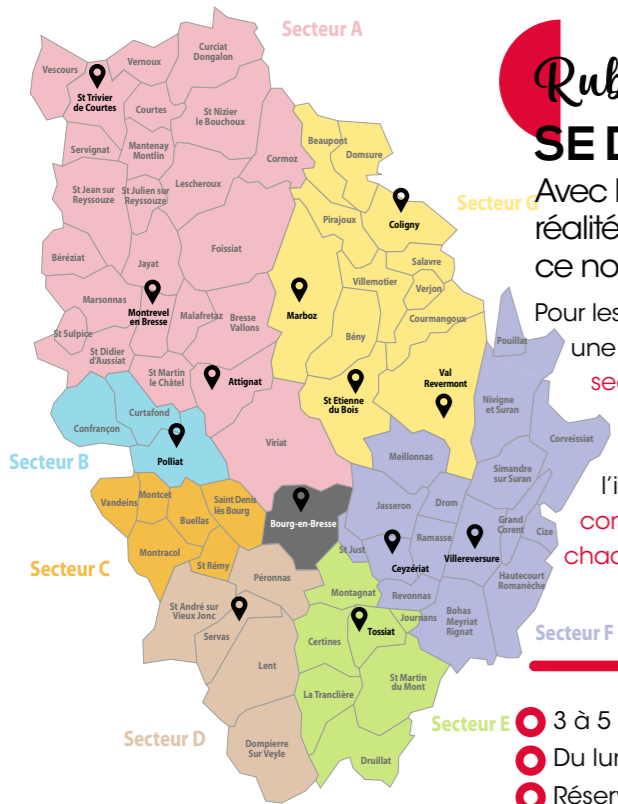 Secteur A
Curciat
Dongalon
Vernoux
Vescours
St Trivier
de Courtes
Courtes
St Nizier
le Bouchoux
Servignat
Mantenay
Montlin
Cormoz
St Jean sur
Reyssouze
St Julien sur
Reyssouze
Lescheroux
Foissiat
Béréziat
Jayat
Marsonnas
Montrevel
en Bresse
Malafretaz
Bresse
Vallons
St Sulpice
St Didier
d'Aussiat
St Martin
le Châtel
Attignat
Viriat
Secteur G
Beaupont
Domsure
Pirajoux
Coligny
Salavre
Villemotier
Verjon
Marboz
Courmangoux
Bény
Val
Revermont
St Etienne
du Bois
Secteur B
Curtafond
Confrançon
Polliat
Secteur C
Vandeins
Montcet
Saint Denis
lès Bourg
Buellas
Montracol
St Rémy
Bourg-en-Bresse
Secteur F
Pouillat
Nivigne
et Suran
Corveissiat
Meillonnas
Simandre
sur Suran
Jasseron
Drom
Grand
Corent
Cize
St Just
Ramasse
Ceyzériat
Villereversure
Hautecourt
Romanèche
Revonnas
Bohas
Meyriat
Rignat
Journans
Secteur D
Péronnas
St André sur
Vieux Jonc
Servas
Lent
Dompierre
Sur Veyle
Secteur E
Montagnat
Certines
Tossiat
La Tranclière
St Martin
du Mont
Druillat
Rub
SE D
Avec l
réalité
ce no
Pour les
une
sec
l'i
con
chac
3 à 5
Du lun
Réserv